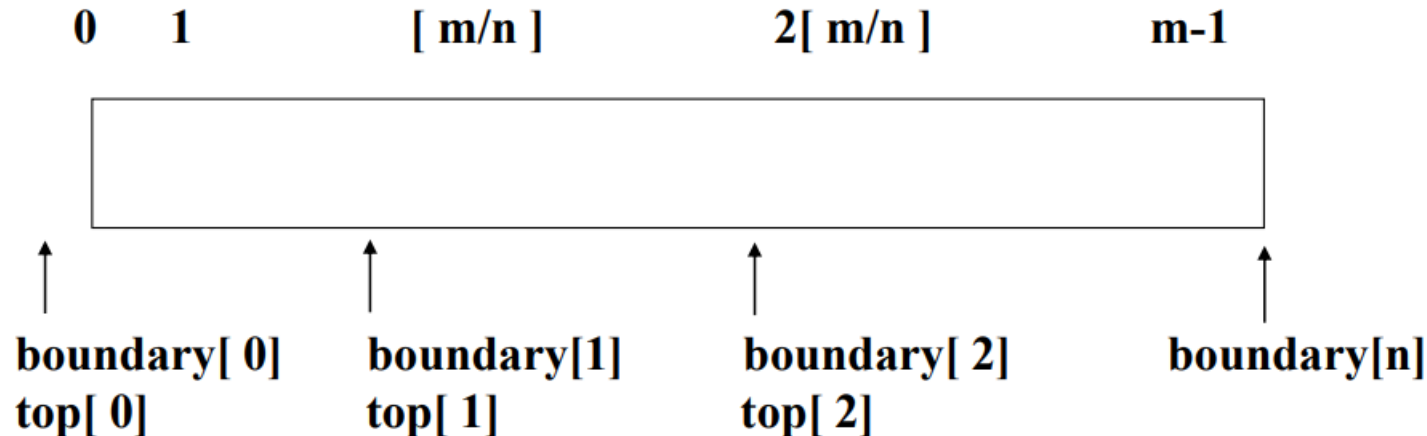 0 1 [ m/n ] 2[ m/n ] m-1
boundary[ 0] boundary[1] boundary[ 2] boundary[n]
top[ 0] top[ 1] top[ 2]